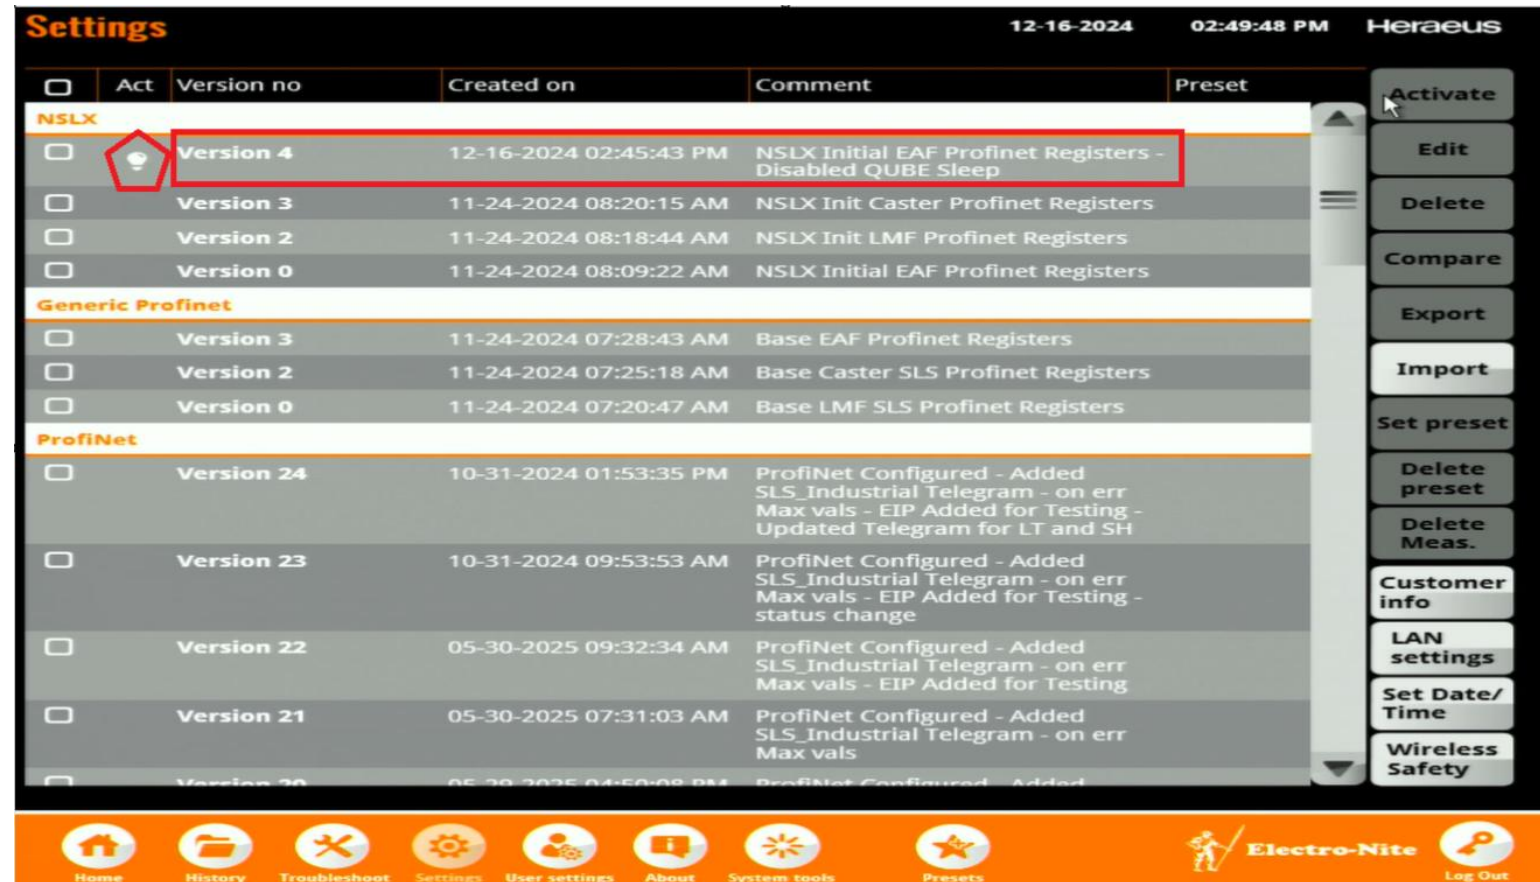 Settings 12-16-2024 02:49:48 PM Heraeus
Act Version no Created on Comment Preset
NSLX
Version 4 12-16-2024 02:45:43 PM NSLX Initial EAF Profinet Registers -
Disabled QUBE Sleep
Version 3 11-24-2024 08:20:15 AM NSLX Init Caster Profinet Registers
Version 2 11-24-2024 08:18:44 AM NSLX Init LMF Profinet Registers
Version 0 11-24-2024 08:09:22 AM NSLX Initial EAF Profinet Registers
Generic Profinet
Version 3 11-24-2024 07:28:43 AM Base EAF Profinet Registers
Version 2 11-24-2024 07:25:18 AM Base Caster SLS Profinet Registers
Version 0 11-24-2024 07:20:47 AM Base LMF SLS Profinet Registers
ProfiNet
Version 24 10-31-2024 01:53:35 PM ProfiNet Configured - Added
SLS_Industrial Telegram - on err
Max vals - EIP Added for Testing -
Updated Telegram for LT and SH
Version 23 10-31-2024 09:53:53 AM ProfiNet Configured - Added
SLS_Industrial Telegram - on err
Max vals - EIP Added for Testing -
status change
Version 22 05-30-2025 09:32:34 AM ProfiNet Configured - Added
SLS_Industrial Telegram - on err
Max vals - EIP Added for Testing
Version 21 05-30-2025 07:31:03 AM ProfiNet Configured - Added
SLS_Industrial Telegram - on err
Max vals
Version 20 05-29-2025 04:50:08 PM ProfiNet Configured - Added
Activate
Edit
Delete
Compare
Export
Import
Set preset
Delete
preset
Delete
Meas.
Customer
info
LAN
settings
Set Date/
Time
Wireless
Safety
Home History Troubleshoot Settings User settings About System tools Presets Electro-Nite Log Out